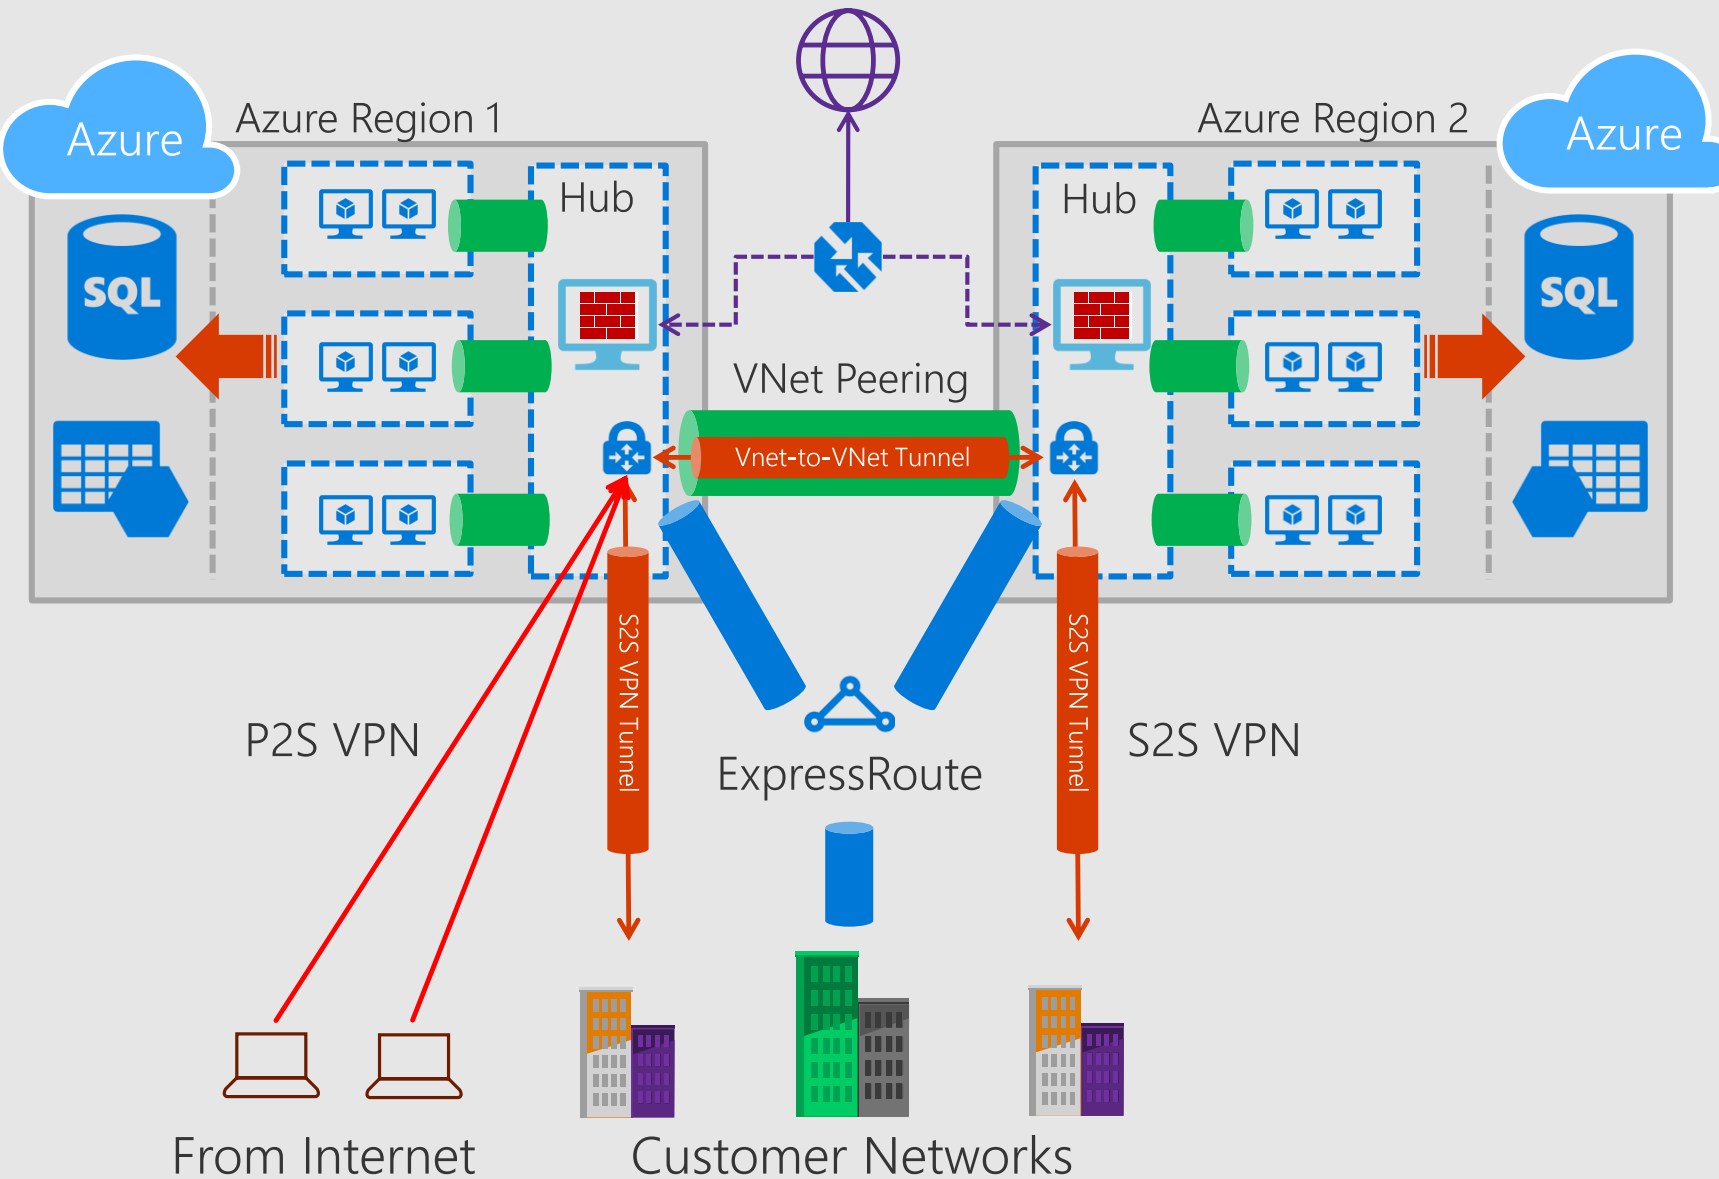 Azure
Azure Region 1
Azure Region 2
Azure
Hub
Hub
SQL
SQL
VNet Peering
Vnet-to-VNet Tunnel
S2S VPN Tunnel
S2S VPN Tunnel
P2S VPN
S2S VPN
ExpressRoute
From Internet
Customer Networks